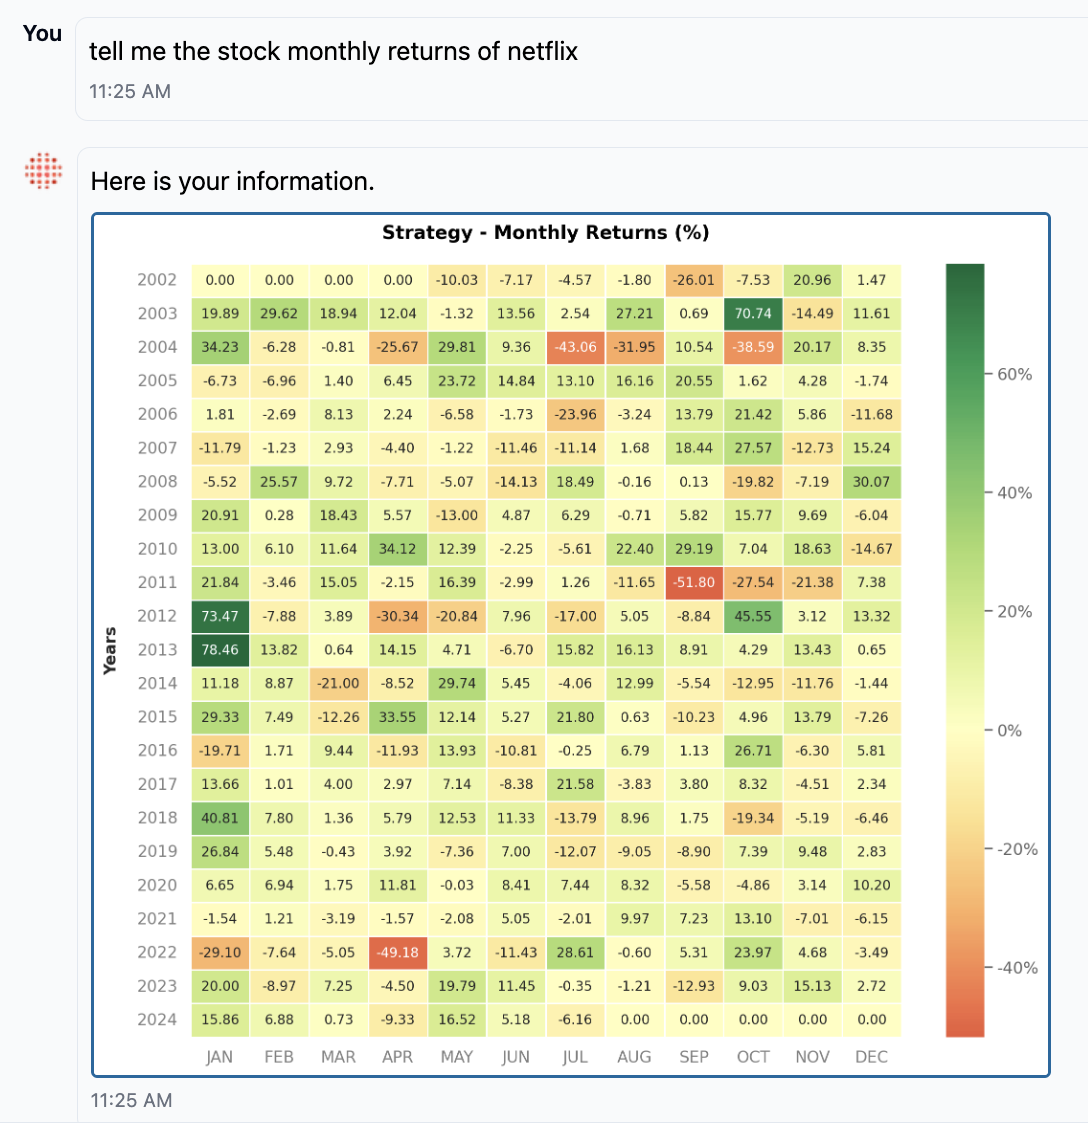 You
tell me the stock monthly returns of netflix
11:25 AM
Here is your information.
Strategy - Monthly Returns (%)
2002 0.00 0.00 0.00 0.00 -10.03 -7.17 -4.57 -1.80 -26.01 -7.53 20.96 1.47
2003 19.89 29.62 18.94 12.04 -1.32 13.56 2.54 27.21 0.69 70.74 -14.49 11.61
2004 34.23 -6.28 -0.81 -25.67 29.81 9.36 -43.06 -31.95 10.54 -38.59 20.17 8.35
2005 -6.73 -6.96 1.40 6.45 23.72 14.84 13.10 16.16 20.55 1.62 4.28 -1.74
2006 1.81 -2.69 8.13 2.24 -6.58 -1.73 -23.96 -3.24 13.79 21.42 5.86 -11.68
2007 -11.79 -1.23 2.93 -4.40 -1.22 -11.46 -11.14 1.68 18.44 27.57 -12.73 15.24
2008 -5.52 25.57 9.72 -7.71 -5.07 -14.13 18.49 -0.16 0.13 -19.82 -7.19 30.07
2009 20.91 0.28 18.43 5.57 -13.00 4.87 6.29 -0.71 5.82 15.77 9.69 -6.04
2010 13.00 6.10 11.64 34.12 12.39 -2.25 -5.61 22.40 29.19 7.04 18.63 -14.67
2011 21.84 -3.46 15.05 -2.15 16.39 -2.99 1.26 -11.65 -51.80 -27.54 -21.38 7.38
2012 73.47 -7.88 3.89 -30.34 -20.84 7.96 -17.00 5.05 -8.84 45.55 3.12 13.32
2013 78.46 13.82 0.64 14.15 4.71 -6.70 15.82 16.13 8.91 4.29 13.43 0.65
2014 11.18 8.87 -21.00 -8.52 29.74 5.45 -4.06 12.99 -5.54 -12.95 -11.76 -1.44
2015 29.33 7.49 -12.26 33.55 12.14 5.27 21.80 0.63 -10.23 4.96 13.79 -7.26
2016 -19.71 1.71 9.44 -11.93 13.93 -10.81 -0.25 6.79 1.13 26.71 -6.30 5.81
2017 13.66 1.01 4.00 2.97 7.14 -8.38 21.58 -3.83 3.80 8.32 -4.51 2.34
2018 40.81 7.80 1.36 5.79 12.53 11.33 -13.79 8.96 1.75 -19.34 -5.19 -6.46
2019 26.84 5.48 -0.43 3.92 -7.36 7.00 -12.07 -9.05 -8.90 7.39 9.48 2.83
2020 6.65 6.94 1.75 11.81 -0.03 8.41 7.44 8.32 -5.58 -4.86 3.14 10.20
2021 -1.54 1.21 -3.19 -1.57 -2.08 5.05 -2.01 9.97 7.23 13.10 -7.01 -6.15
2022 -29.10 -7.64 -5.05 -49.18 3.72 -11.43 28.61 -0.60 5.31 23.97 4.68 -3.49
2023 20.00 -8.97 7.25 -4.50 19.79 11.45 -0.35 -1.21 -12.93 9.03 15.13 2.72
2024 15.86 6.88 0.73 -9.33 16.52 5.18 -6.16 0.00 0.00 0.00 0.00 0.00
JAN FEB MAR APR MAY JUN JUL AUG SEP OCT NOV DEC
Years
60%
40%
20%
0%
-20%
-40%
11:25 AM